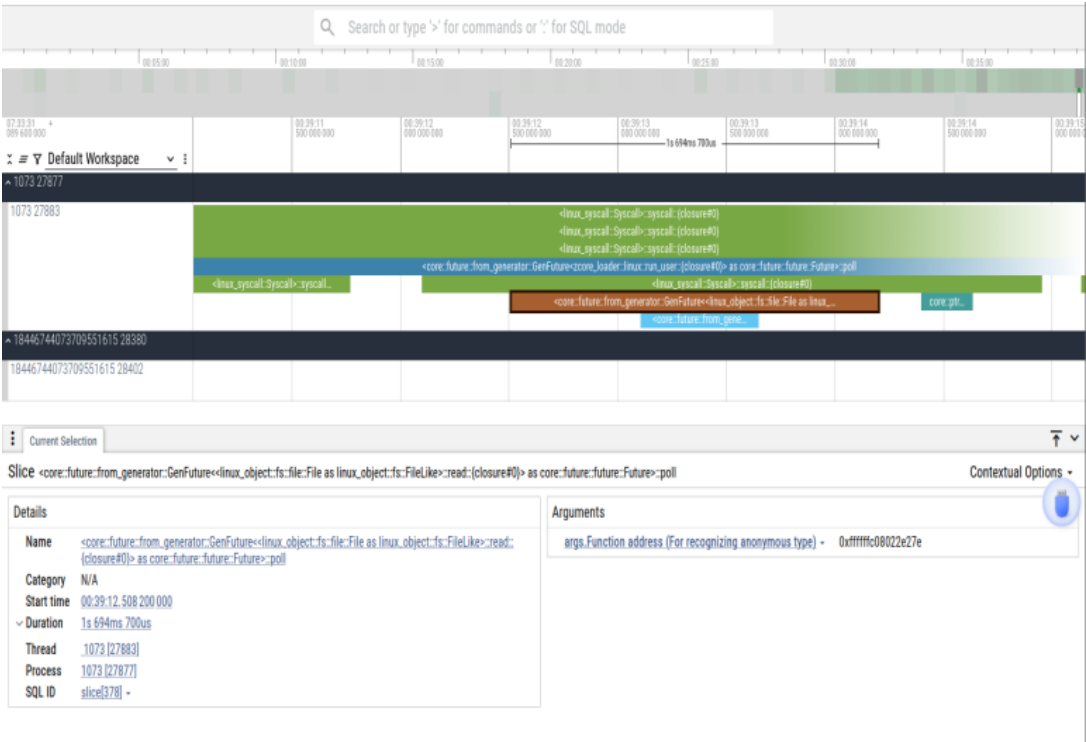 Search or type '>' for commands or ':' for SQL mode
00:05:00 00:10:00 00:15:00 00:20:00 00:25:00 00:30:00 00:35:00
07:33:31 + 00:39:11 00:39:12 00:39:12 00:39:13 00:39:13 00:39:14 00:39:14 00:39:15
089 600 000 500 000 000 000 000 000 500 000 000 000 000 000 500 000 000 000 000 000 500 000 000
1s 694ms 700us
Default Workspace
1073 27877
1073 27883
<linux_syscall::Syscall>::syscall::{closure#0}
<linux_syscall::Syscall>::syscall::{closure#0}
<linux_syscall::Syscall>::syscall::{closure#0}
<core::future::from_generator::GenFuture<zcore_loader::linux::run_user::{closure#0}> as core::future::future::Future>::poll
<linux_syscall::Syscall>::syscall... <linux_syscall::Syscall>::syscall::{closure#0}
<core::future::from_generator::GenFuture<<linux_object::fs::file::File as linux_... core::ptr...
<core::future::from_gene...
18446744073709551615 28380
18446744073709551615 28402
Current Selection
Slice <core::future::from_generator::GenFuture<<linux_object::fs::file::File as linux_object::fs::FileLike>::read::{closure#0}> as core::future::future::Future>::poll Contextual Options
Details
Name <core::future::from_generator::GenFuture<<linux_object::fs::file::File as linux_object::fs::FileLike>::read::
{closure#0}> as core::future::future::Future>::poll
Category N/A
Start time 00:39:12.508 200 000
Duration 1s 694ms 700us
Thread 1073 [27883]
Process 1073 [27877]
SQL ID slice[378]
Arguments
args.Function address (For recognizing anonymous type) 0xffffffc08022e27e